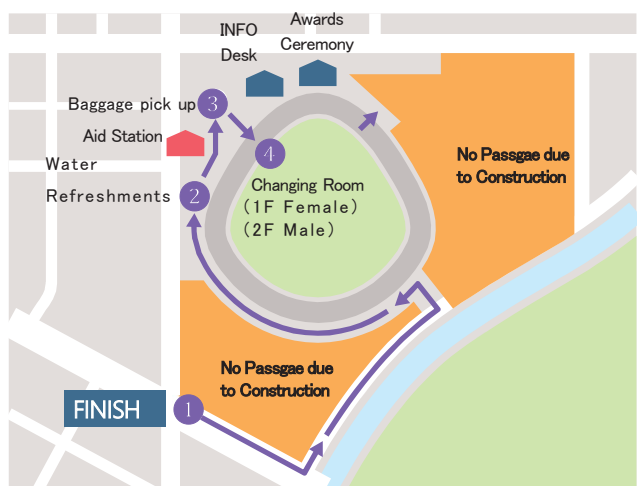 INFO
Desk
Awards
Ceremony
Baggage pick up
3
Aid Station
4
Water
Refreshments
2
Changing Room
(1F Female)
(2F Male)
No Passgae due
to Construction
No Passgae due
to Construction
FINISH
1